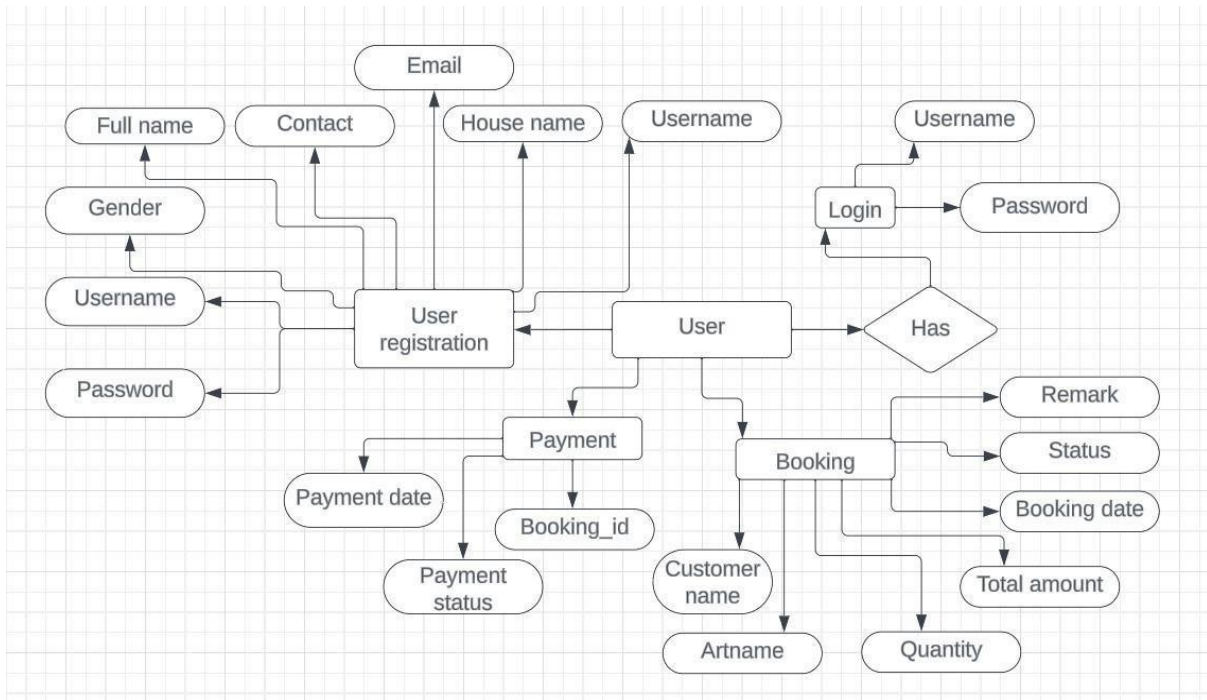 Email
Full name
Contact
House name
Username
Username
Gender
Login
Password
Username
User
registration
User
Has
Password
Remark
Payment
Status
Booking
Payment date
Booking date
Booking_id
Payment
status
Customer
name
Total amount
Artname
Quantity